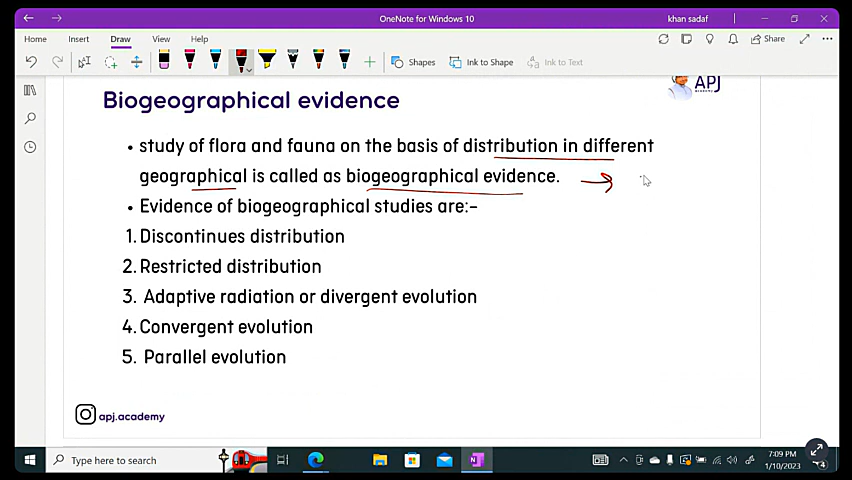 OneNote for Windows 10
khan sadaf
Home Insert Draw View Help
Share
Shapes Ink to Shape Ink to Text
APJ
academy
Biogeographical evidence
• study of flora and fauna on the basis of distribution in different
geographical is called as biogeographical evidence.
• Evidence of biogeographical studies are:-
1. Discontinues distribution
2. Restricted distribution
3. Adaptive radiation or divergent evolution
4. Convergent evolution
5. Parallel evolution
apj.academy
Type here to search
7:09 PM
1/10/2023
4